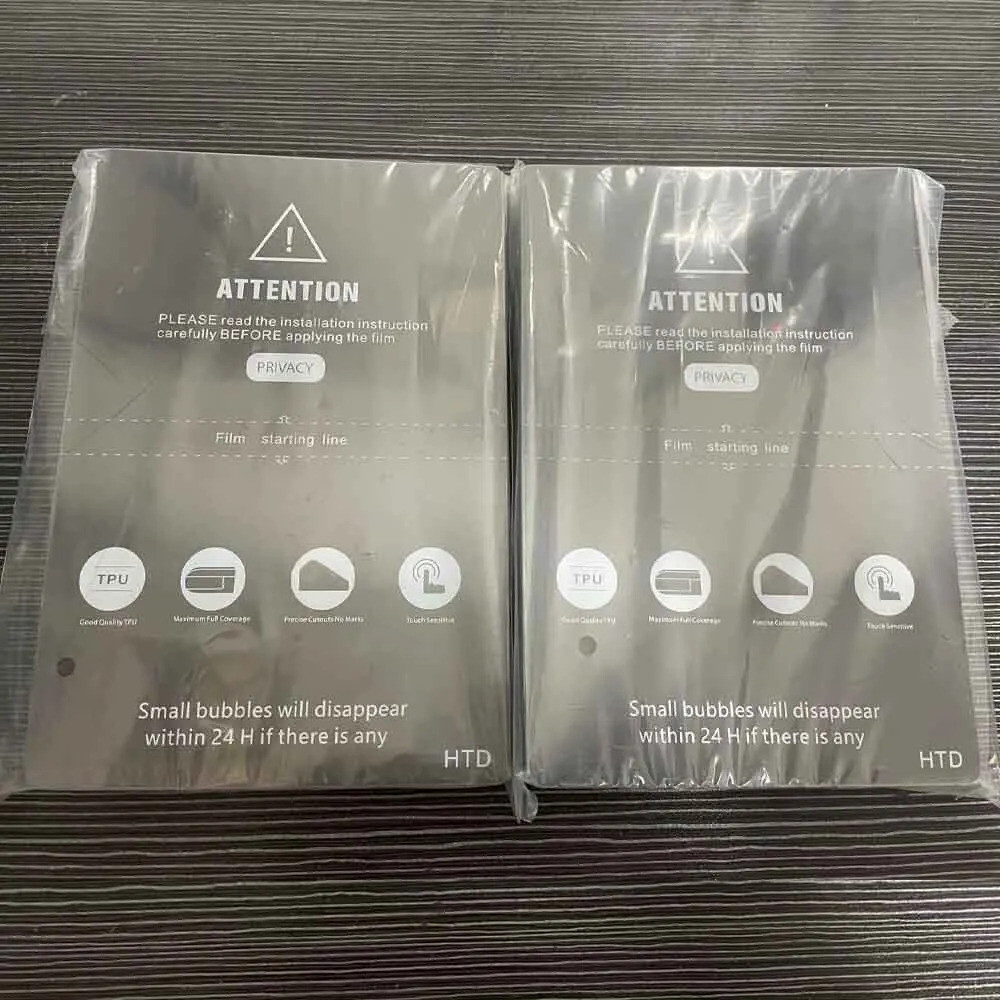 !
ATTENTION
PLEASE read the installation instruction
carefully BEFORE applying the film
PRIVACY
Film starting line
TPU
Good Quality TPU
Maximum Full Coverage
Precise Cutouts No Marks
Touch Sensitive
Small bubbles will disappear
within 24 H if there is any
HTD
!
ATTENTION
PLEASE read the installation instruction
carefully BEFORE applying the film
PRIVACY
Film starting line
TPU
Good Quality TPU
Maximum Full Coverage
Precise Cutouts No Marks
Touch Sensitive
Small bubbles will disappear
within 24 H if there is any
HTD